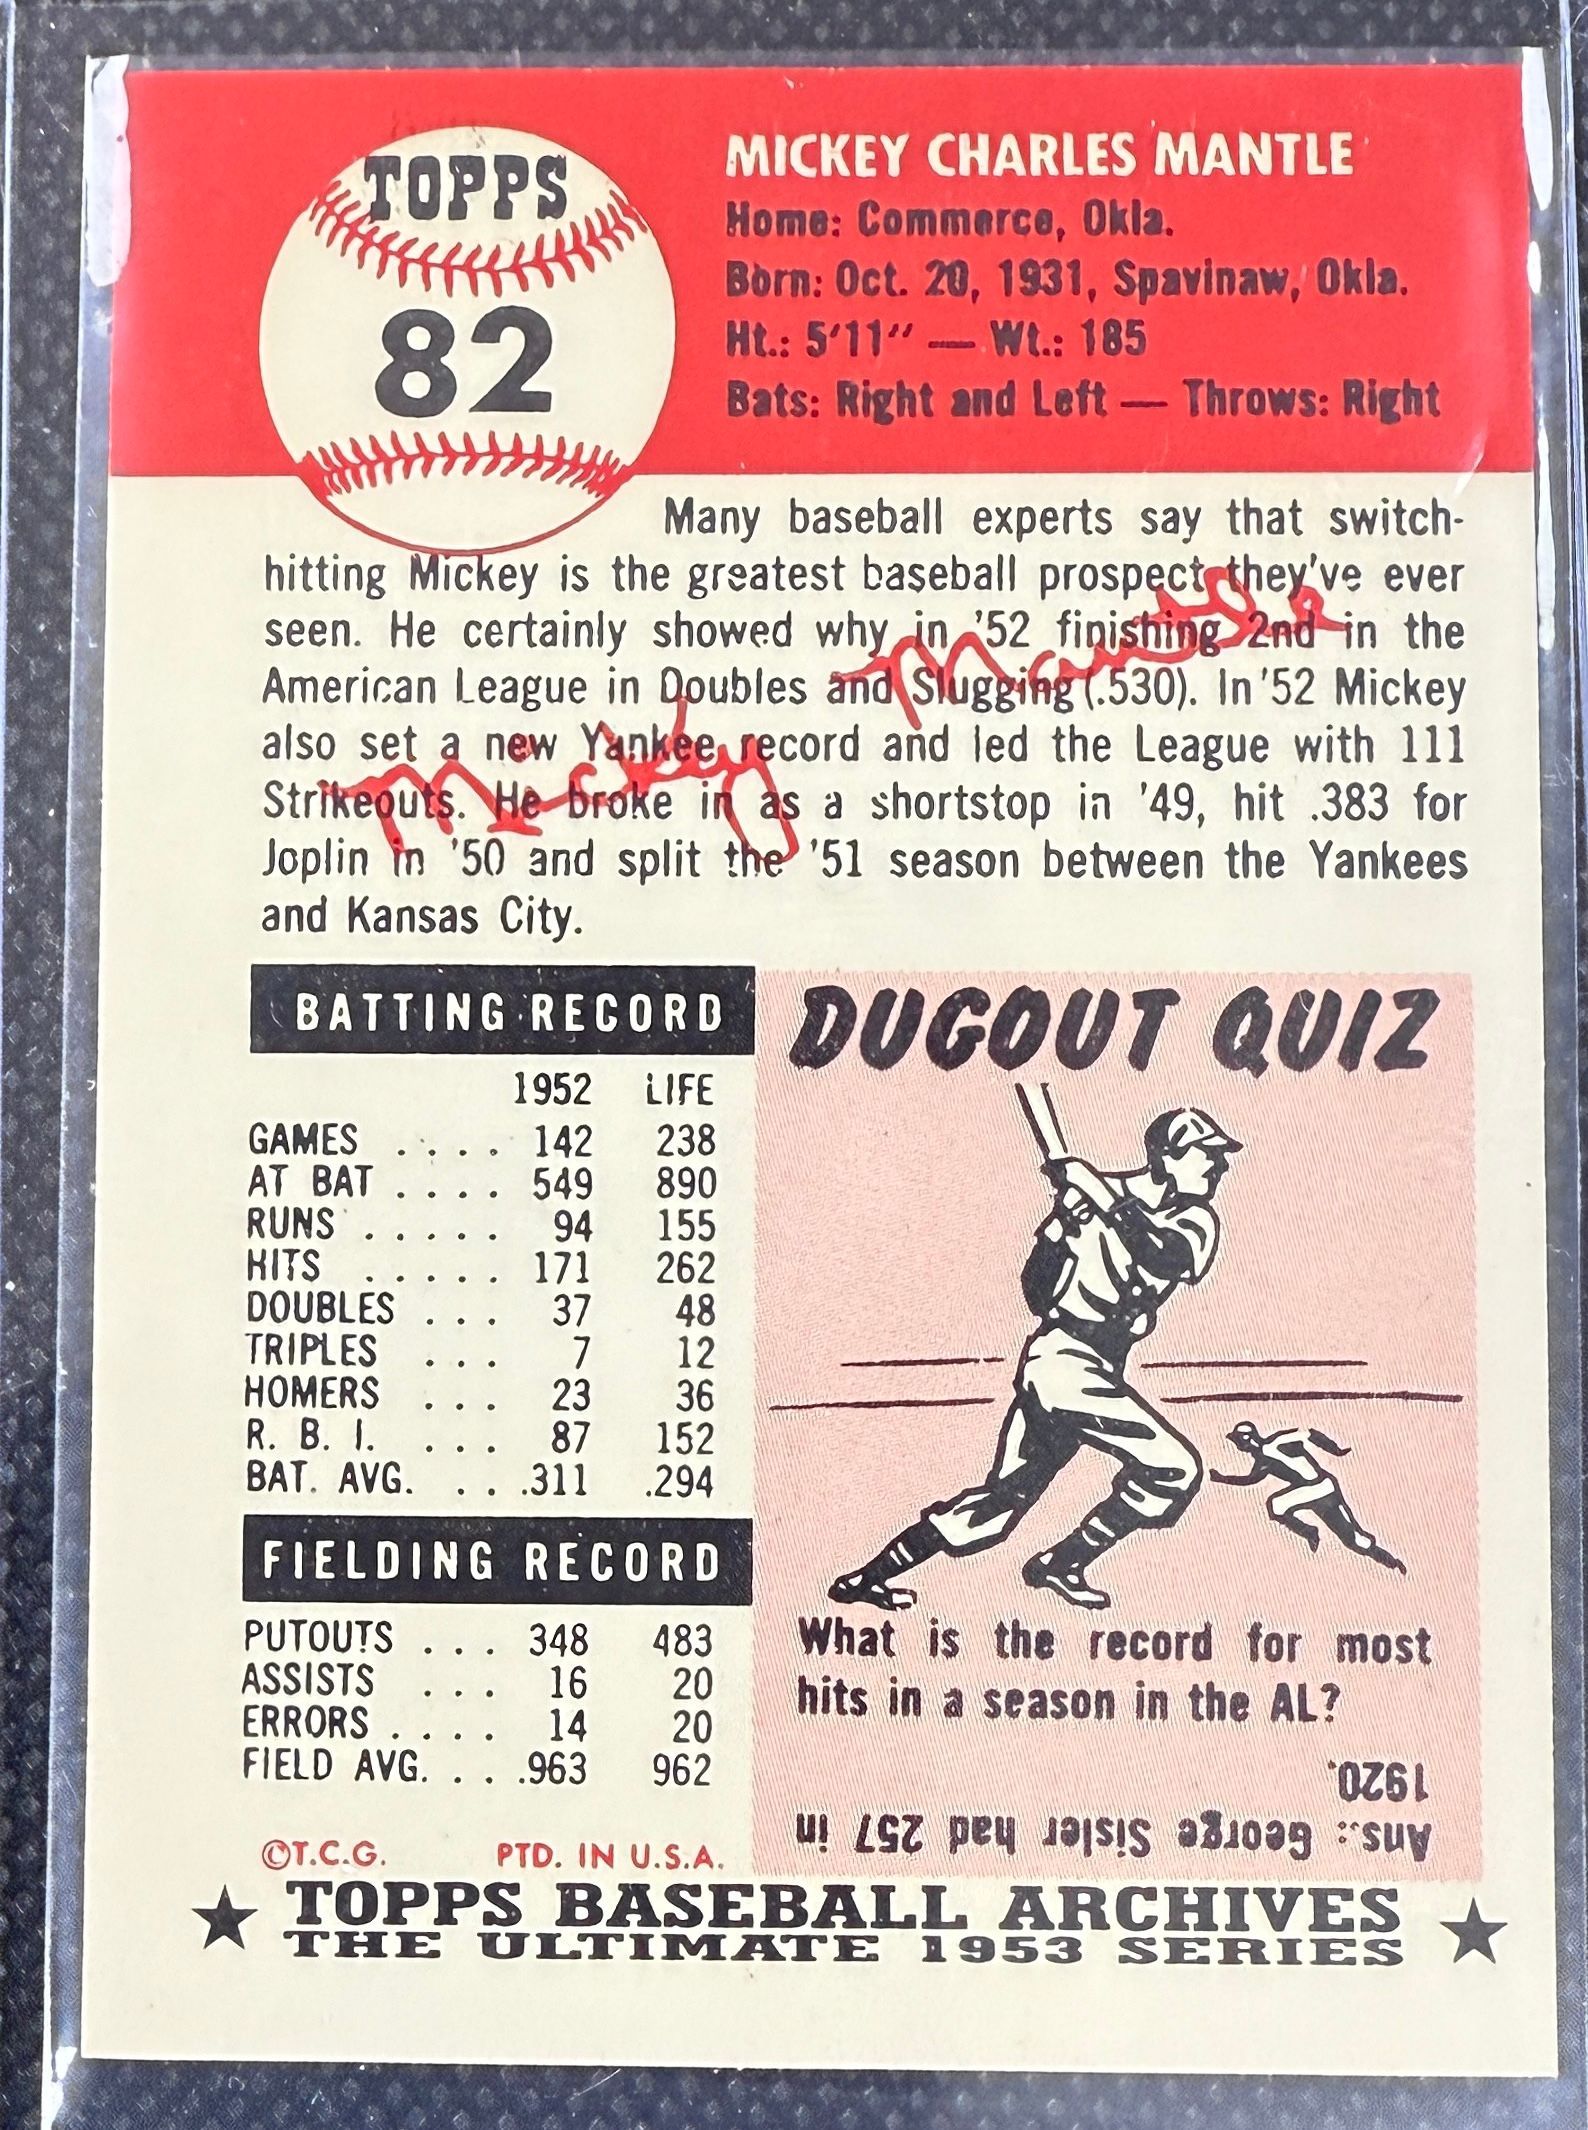 TOPPS
82
MICKEY CHARLES MANTLE
Home: Commerce, Okla.
Born: Oct. 20, 1931, Spavinaw, Okla.
Ht.: 5'11" — Wt.: 185
Bats: Right and Left — Throws: Right
Many baseball experts say that switch-
hitting Mickey is the greatest baseball prospect they've ever
seen. He certainly showed why in '52 finishing 2nd in the
American League in Doubles and Slugging (.530). In '52 Mickey
also set a new Yankee record and led the League with 111
Strikeouts. He broke in as a shortstop in '49, hit .383 for
Joplin in '50 and split the '51 season between the Yankees
and Kansas City.
Mickey Mantle
BATTING RECORD
1952 LIFE
GAMES . . . . 142 238
AT BAT . . . . 549 890
RUNS . . . . . 94 155
HITS . . . . . 171 262
DOUBLES . . . 37 48
TRIPLES . . . 7 12
HOMERS . . . 23 36
R. B. I. . . . 87 152
BAT. AVG. . . .311 .294
FIELDING RECORD
PUTOUTS . . . 348 483
ASSISTS . . . 16 20
ERRORS . . . . 14 20
FIELD AVG. . . .963 962
DUGOUT QUIZ
What is the record for most
hits in a season in the AL?
Ans.: George Sisler had 257 in
1920.
©T.C.G. PTD. IN U.S.A.
★ TOPPS BASEBALL ARCHIVES ★
THE ULTIMATE 1953 SERIES